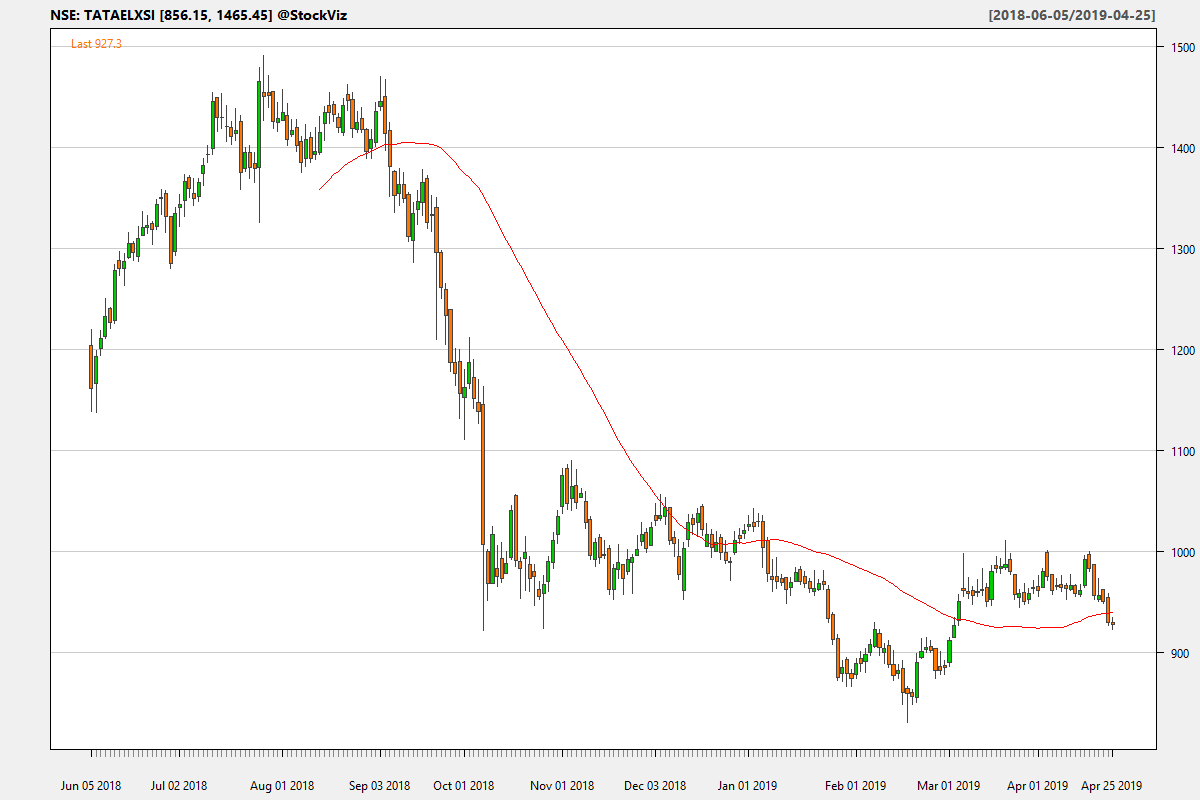 NSE: TATAELXSI [856.15, 1465.45] @StockViz
[2018-06-05/2019-04-25]
Last 927.3
1500
1400
1300
1200
1100
1000
900
Jun 05 2018 Jul 02 2018 Aug 01 2018 Sep 03 2018 Oct 01 2018 Nov 01 2018 Dec 03 2018 Jan 01 2019 Feb 01 2019 Mar 01 2019 Apr 01 2019 Apr 25 2019